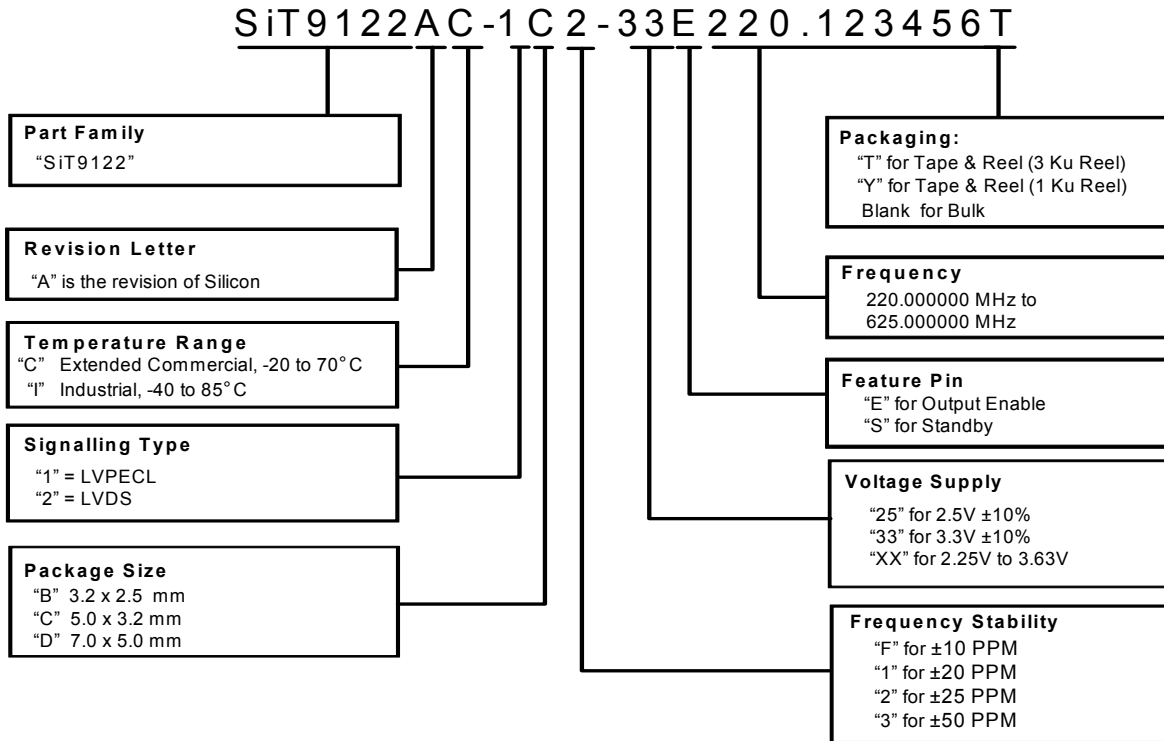 SiT9122AC-1C2-33E220.123456T
Part Family
“SiT9122”
Revision Letter
“A” is the revision of Silicon
Temperature Range
“C” Extended Commercial, -20 to 70°C
“I” Industrial, -40 to 85°C
Signalling Type
“1” = LVPECL
“2” = LVDS
Package Size
“B” 3.2 x 2.5 mm
“C” 5.0 x 3.2 mm
“D” 7.0 x 5.0 mm
Packaging:
“T” for Tape & Reel (3 Ku Reel)
“Y” for Tape & Reel (1 Ku Reel)
Blank for Bulk
Frequency
220.000000 MHz to
625.000000 MHz
Feature Pin
“E” for Output Enable
“S” for Standby
Voltage Supply
“25” for 2.5V ±10%
“33” for 3.3V ±10%
“XX” for 2.25V to 3.63V
Frequency Stability
“F” for ±10 PPM
“1” for ±20 PPM
“2” for ±25 PPM
“3” for ±50 PPM